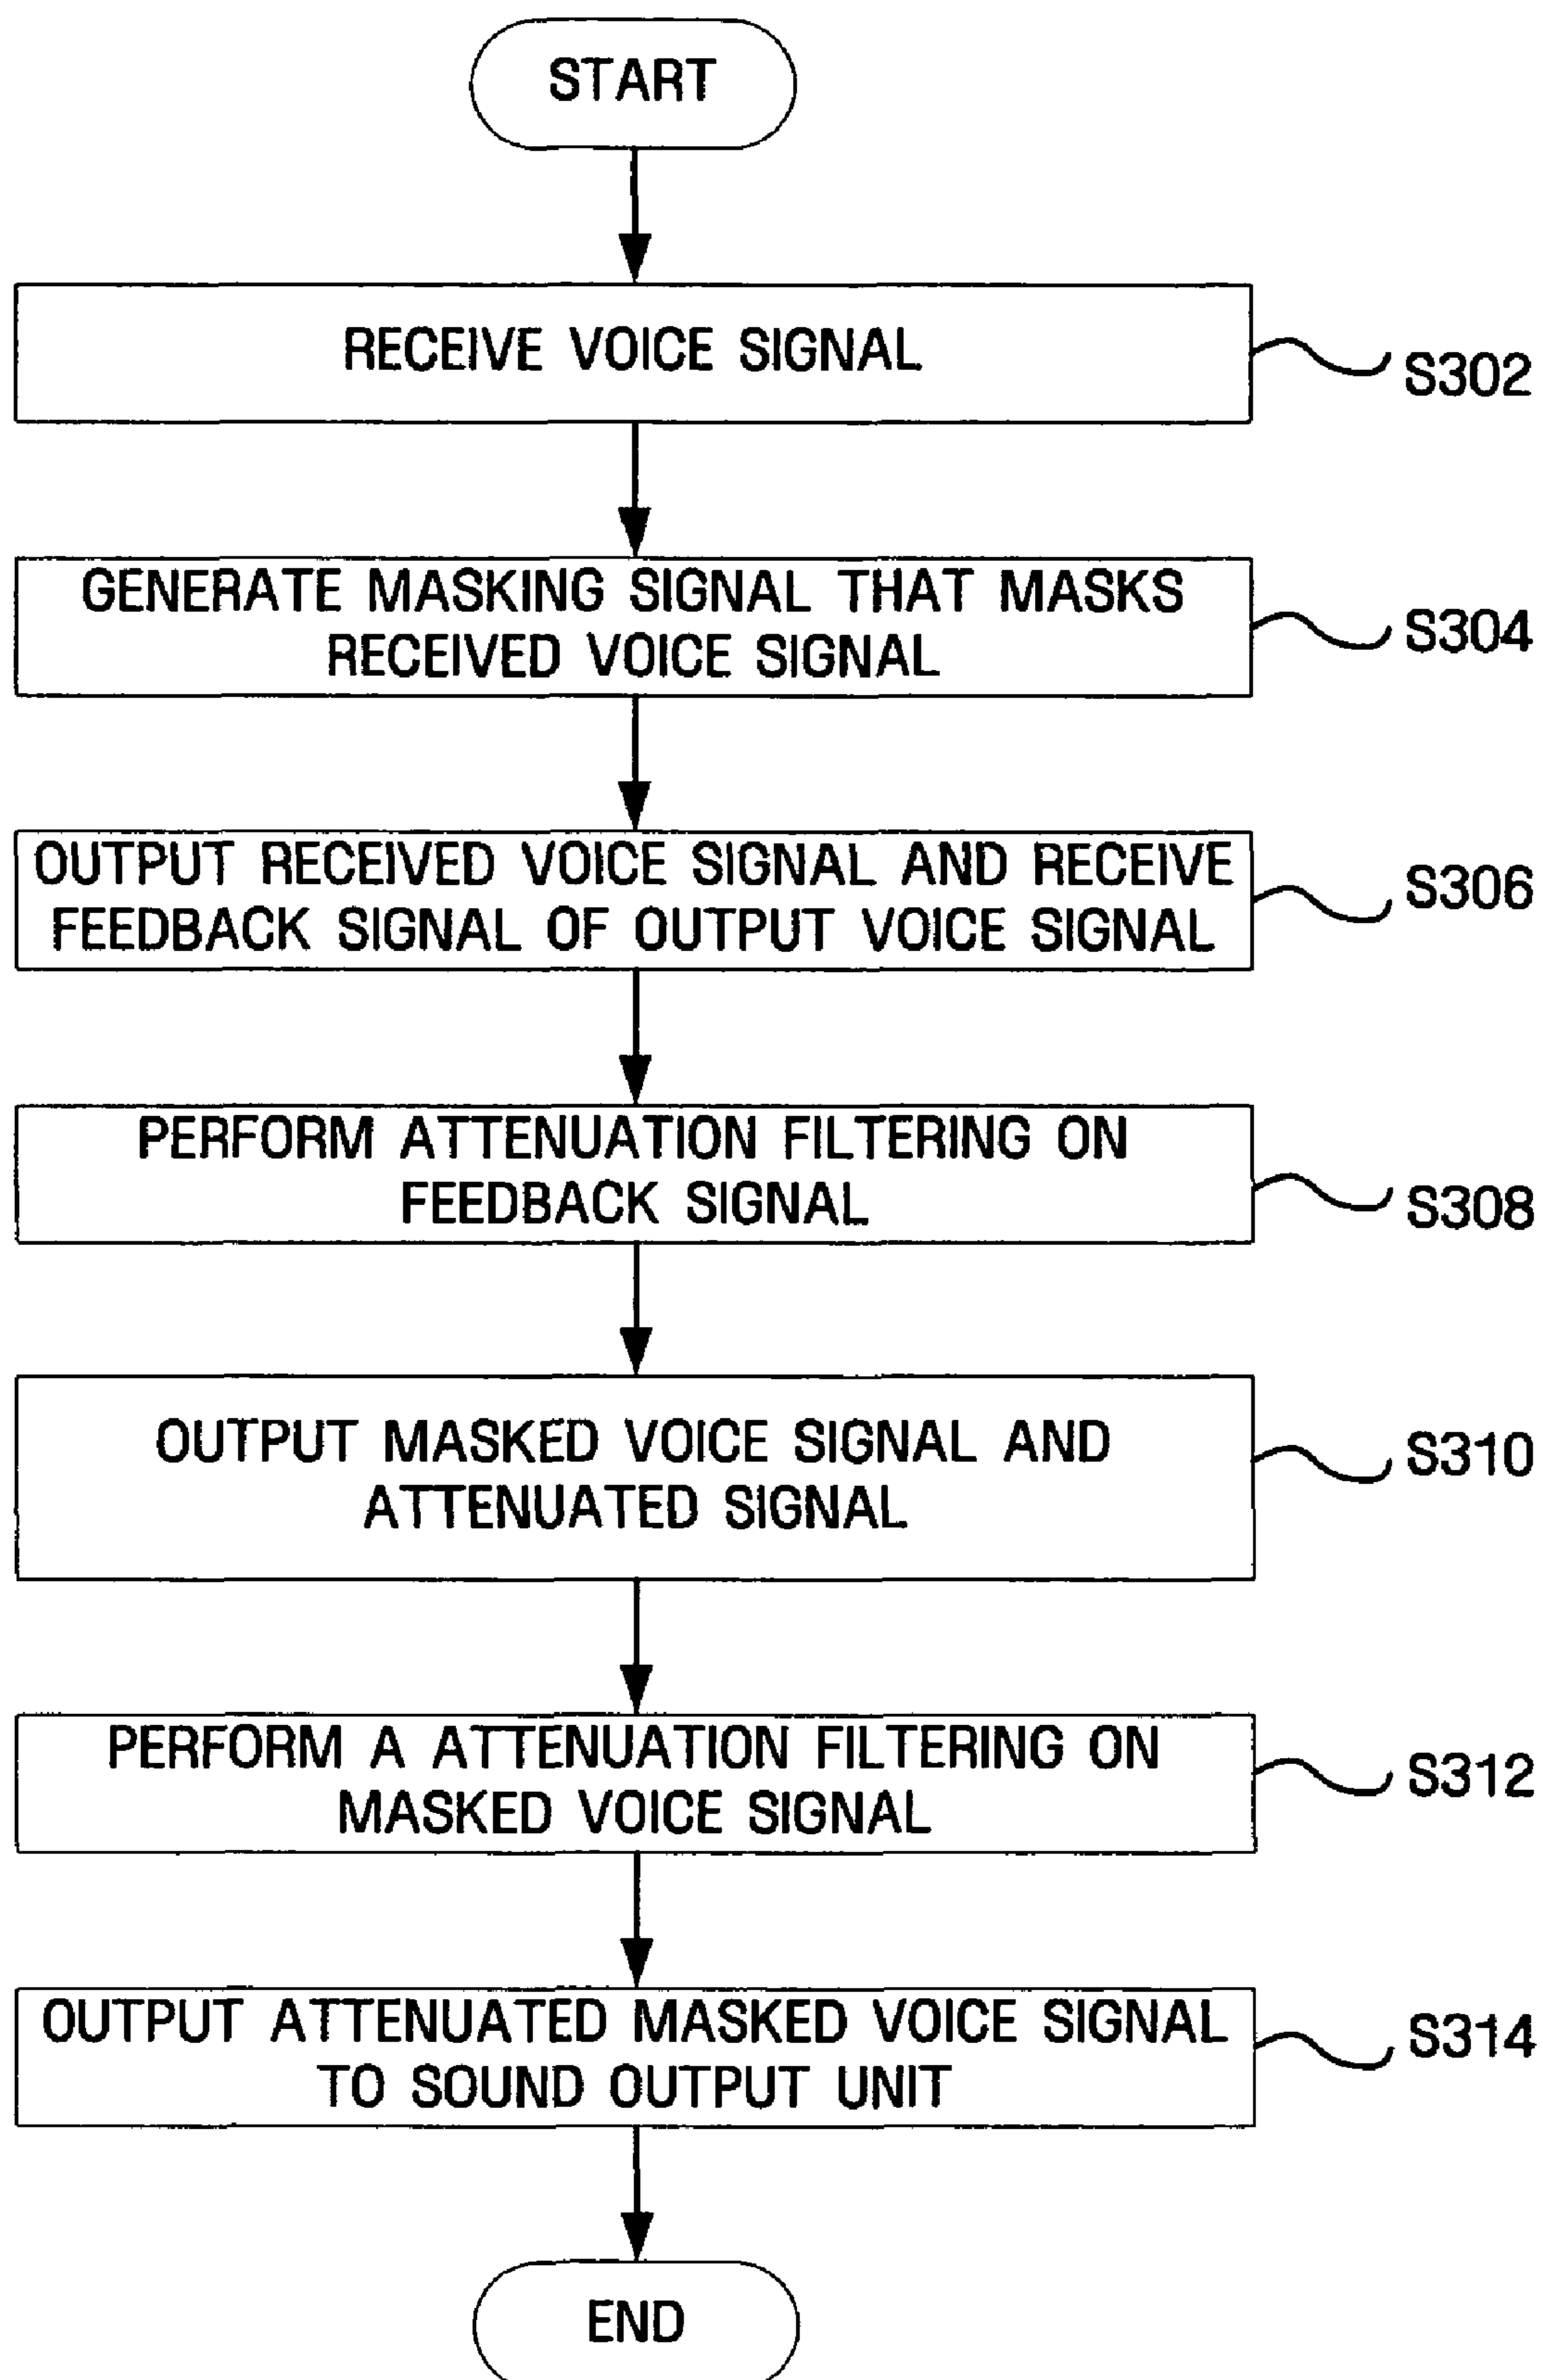 START
RECEIVE VOICE SIGNAL
S302
GENERATE MASKING SIGNAL THAT MASKS
RECEIVED VOICE SIGNAL
S304
OUTPUT RECEIVED VOICE SIGNAL AND RECEIVE
FEEDBACK SIGNAL OF OUTPUT VOICE SIGNAL
S306
PERFORM ATTENUATION FILTERING ON
FEEDBACK SIGNAL
S308
OUTPUT MASKED VOICE SIGNAL AND
ATTENUATED SIGNAL
S310
PERFORM A ATTENUATION FILTERING ON
MASKED VOICE SIGNAL
S312
OUTPUT ATTENUATED MASKED VOICE SIGNAL
TO SOUND OUTPUT UNIT
S314
END